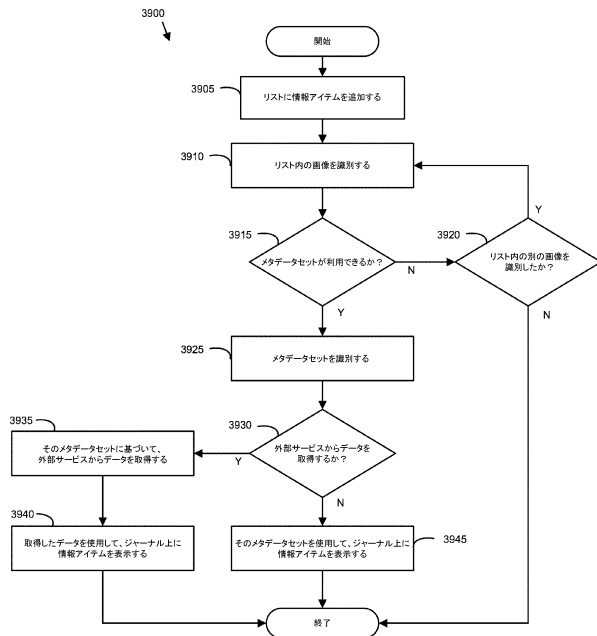 3900
開始
3905
リストに情報アイテムを追加する
3910
リスト内の画像を識別する
Y
3915
メタデータセットが利用できるか?
N
3920
リスト内の別の画像を
識別したか?
Y
N
3925
メタデータセットを識別する
3930
外部サービスからデータを
取得するか?
Y
3935
そのメタデータセットに基づいて、
外部サービスからデータを取得する
N
3940
取得したデータを使用して、ジャーナル上に
情報アイテムを表示する
そのメタデータセットを使用して、ジャーナル上に
情報アイテムを表示する
3945
終了